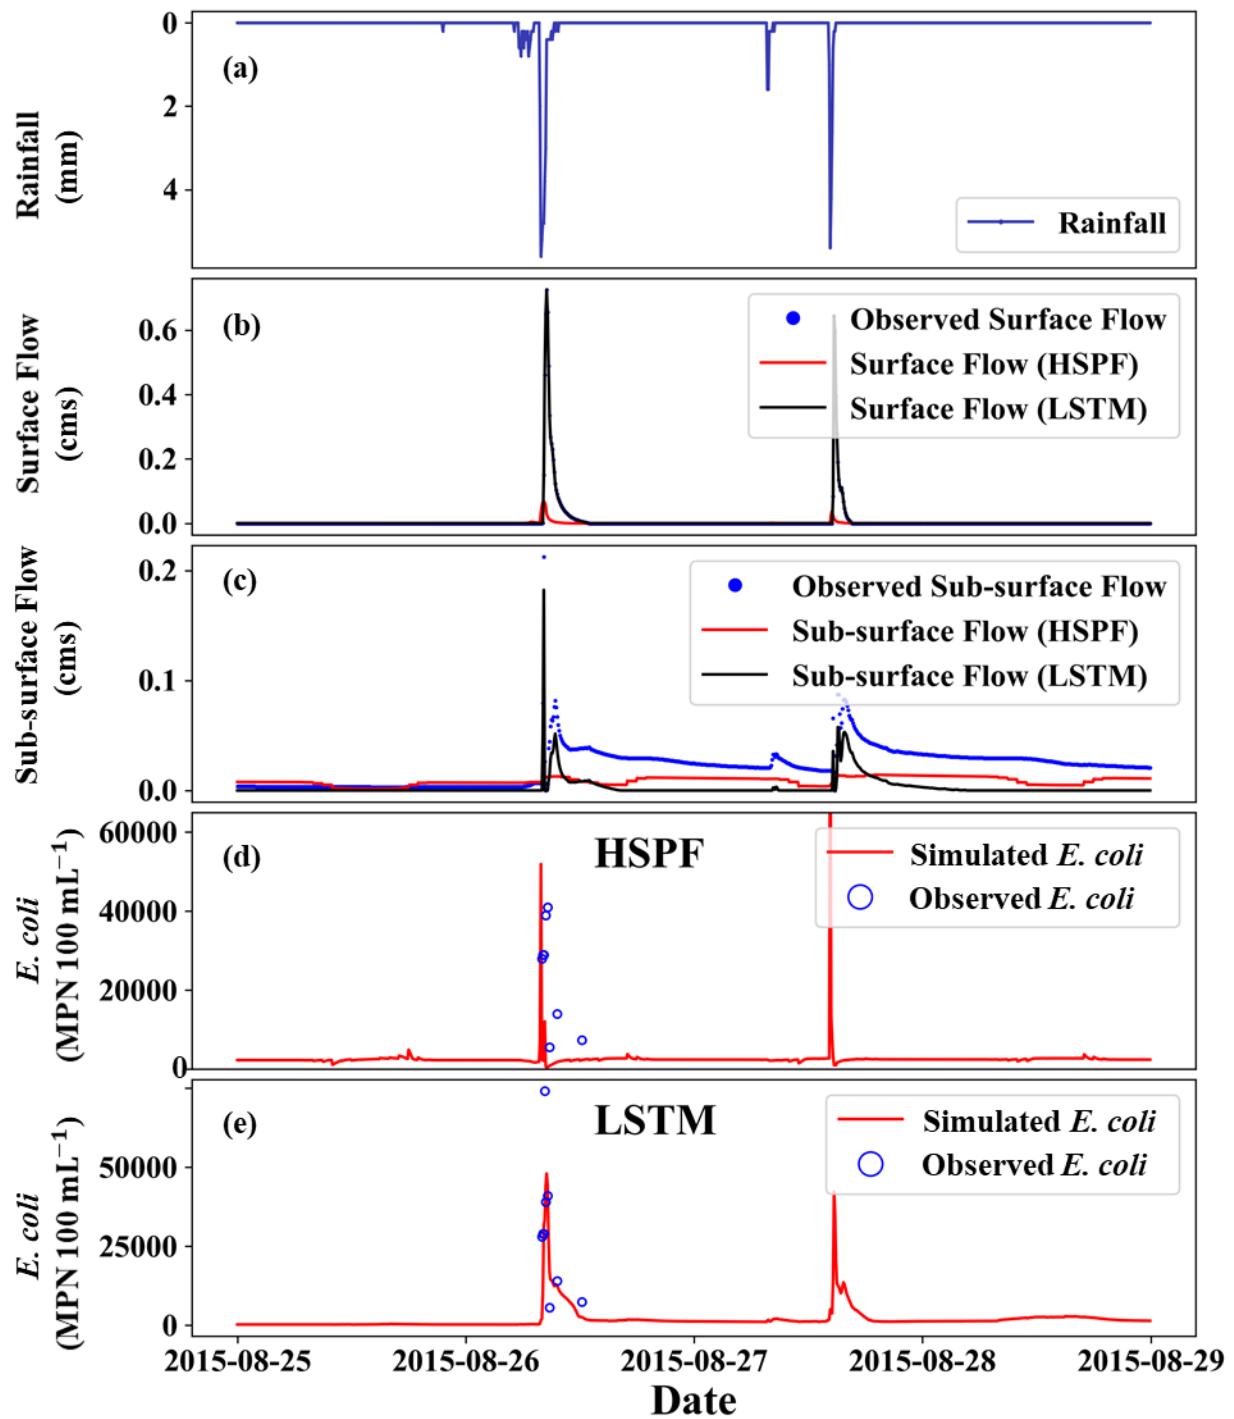 0
2
4
Rainfall
(mm)
(a)
Rainfall
0.6
0.4
0.2
0.0
Surface Flow
(cms)
(b)
Observed Surface Flow
Surface Flow (HSPF)
Surface Flow (LSTM)
0.2
0.1
0.0
Sub-surface Flow
(cms)
(c)
Observed Sub-surface Flow
Sub-surface Flow (HSPF)
Sub-surface Flow (LSTM)
60000
40000
20000
0
E. coli
(MPN 100 mL⁻¹)
(d)
HSPF
Simulated E. coli
Observed E. coli
50000
25000
0
E. coli
(MPN 100 mL⁻¹)
(e)
LSTM
Simulated E. coli
Observed E. coli
2015-08-25 2015-08-26 2015-08-27 2015-08-28 2015-08-29
Date